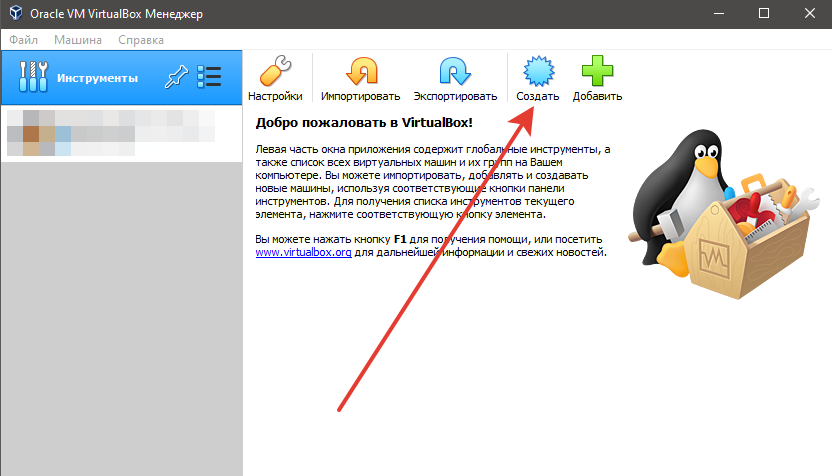 Oracle VM VirtualBox Менеджер
Файл Машина Справка
Инструменты
Настройки Импортировать Экспортировать Создать Добавить
Добро пожаловать в VirtualBox!
Левая часть окна приложения содержит глобальные инструменты, а
также список всех виртуальных машин и их групп на Вашем
компьютере. Вы можете импортировать, добавлять и создавать
новые машины, используя соответствующие кнопки панели
инструментов. Для получения списка инструментов текущего
элемента, нажмите соответствующую кнопку элемента.
Вы можете нажать кнопку F1 для получения помощи, или посетить
www.virtualbox.org для дальнейшей информации и свежих новостей.